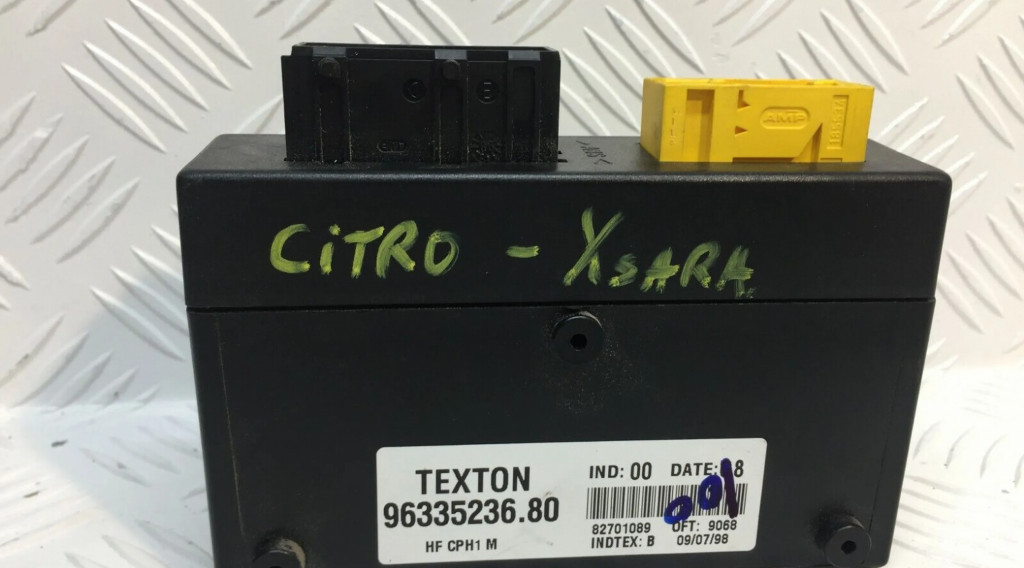 AMP
CiTRO - XSARA
TEXTON
96335236.80
HF CPH1 M
IND: 00 DATE: 8
001
82701089 OFT: 9068
INDTEX: B 09/07/98